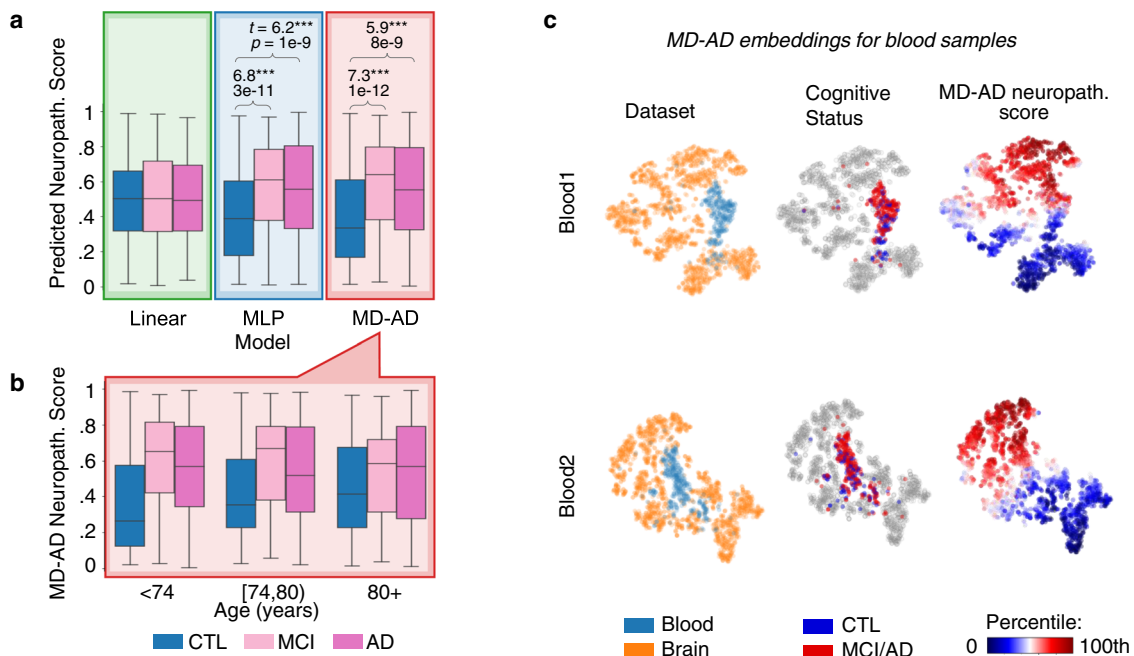 a
Predicted Neuropath. Score
1
.8
.6
.4
.2
0
t = 6.2***
p = 1e-9
6.8***
3e-11
5.9***
8e-9
7.3***
1e-12
Linear
MLP
MD-AD
Model
b
MD-AD Neuropath. Score
1
.8
.6
.4
.2
0
<74
[74,80)
80+
Age (years)
CTL
MCI
AD
c
MD-AD embeddings for blood samples
Dataset
Cognitive
Status
MD-AD neuropath.
score
Blood1
Blood2
Blood
Brain
CTL
MCI/AD
Percentile:
0
100th